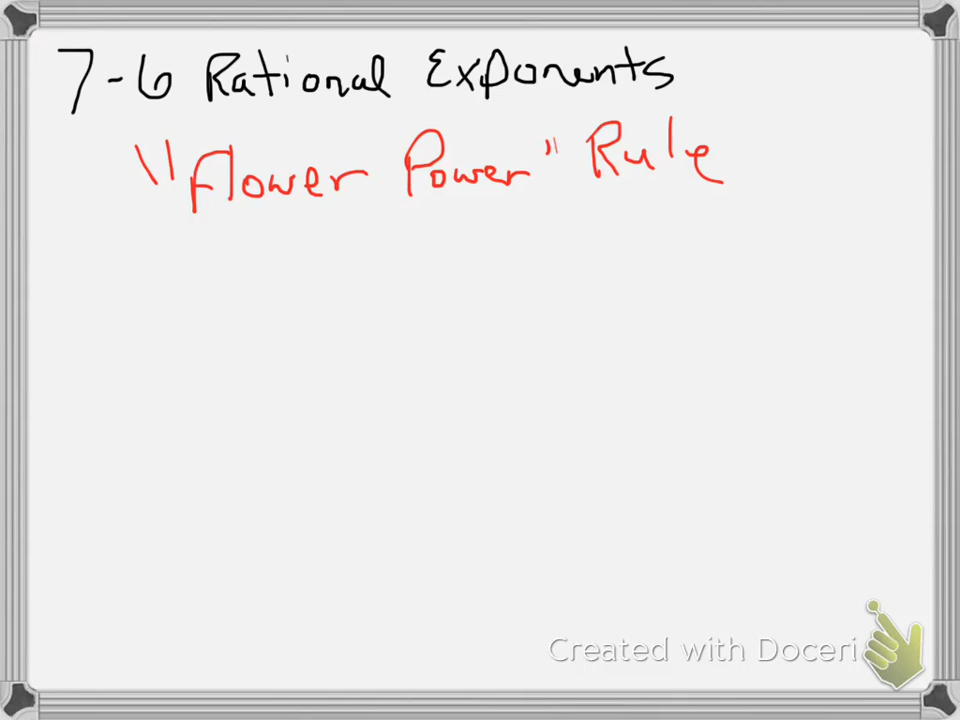 7-6 Rational Exponents
"Flower Power" Rule
Created with Doceri